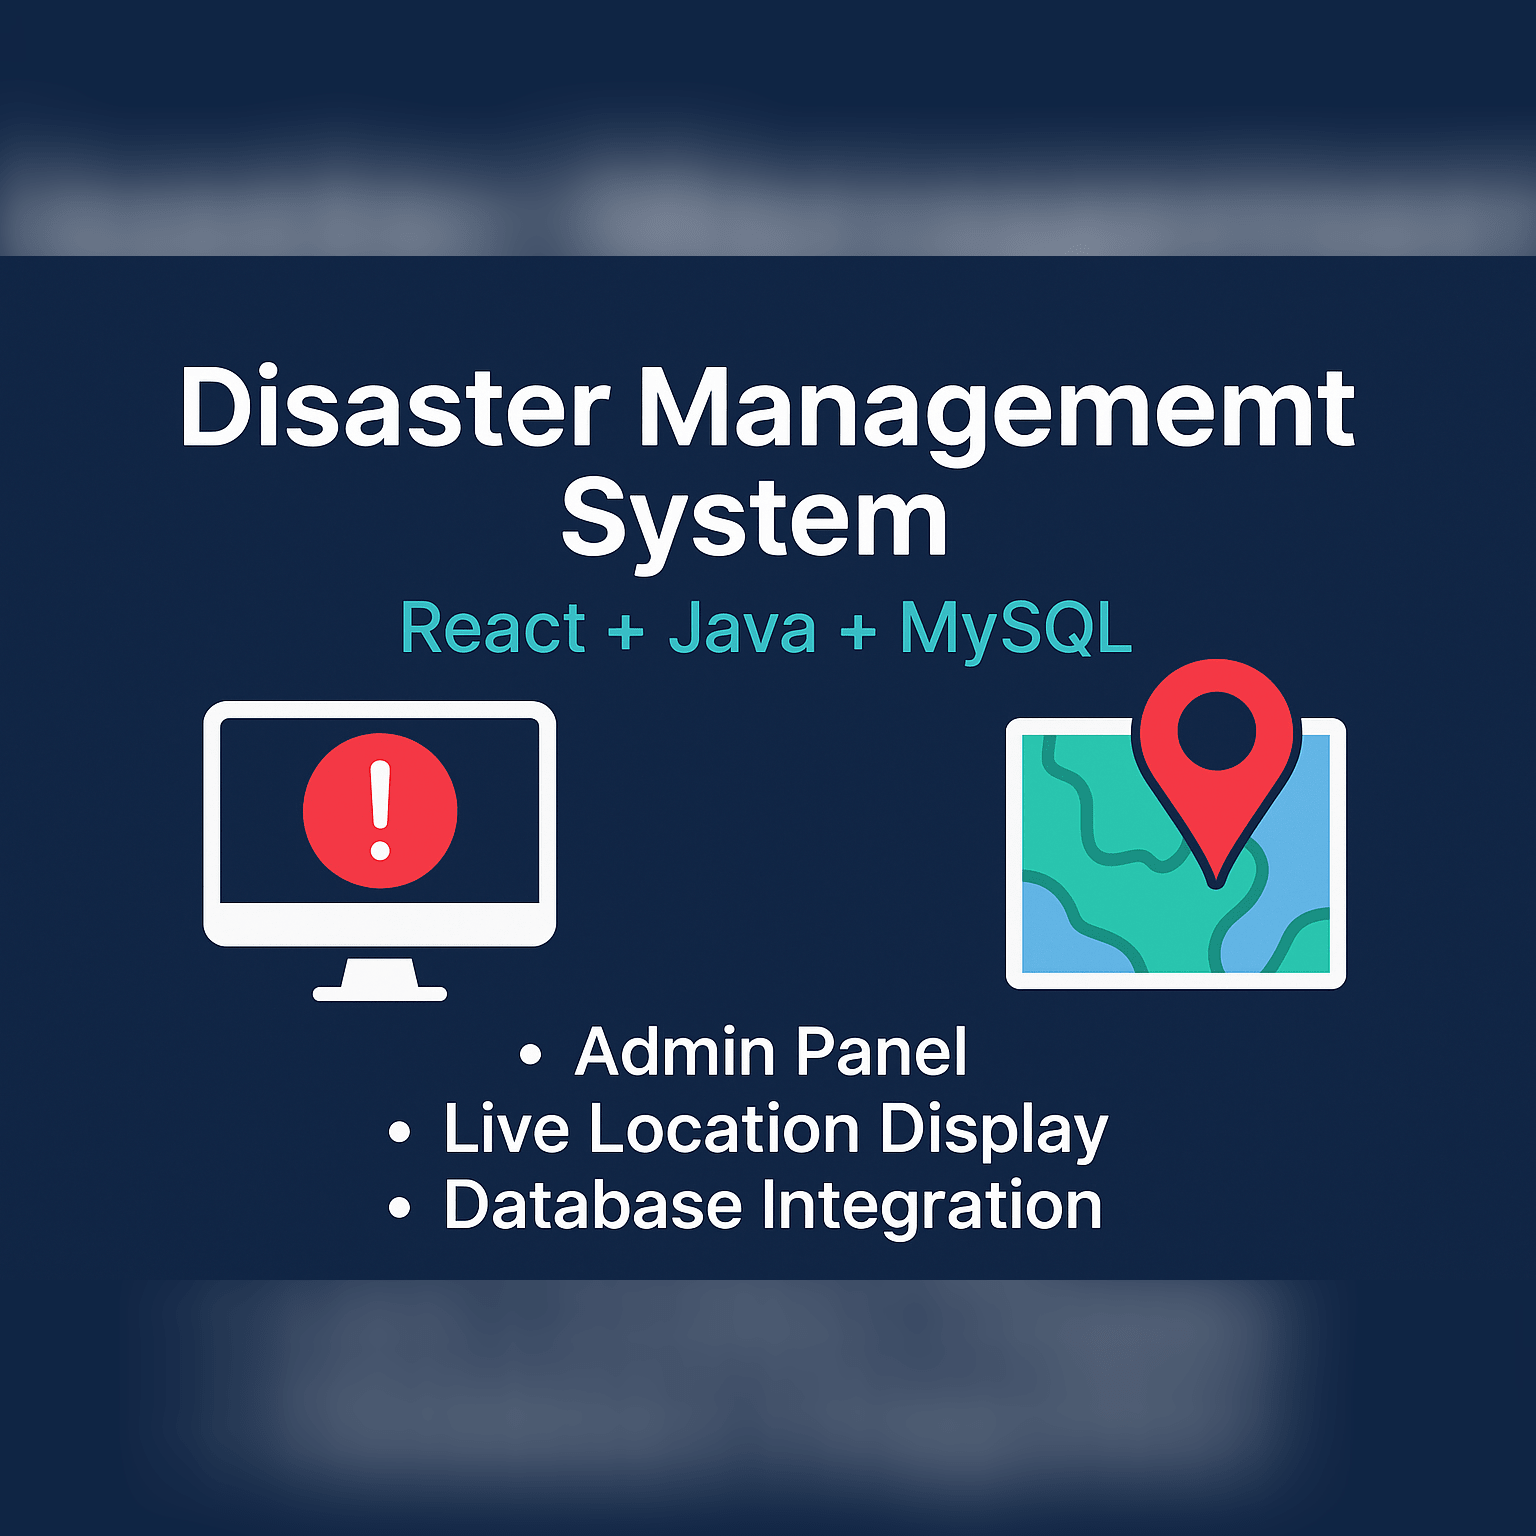 Disaster Managememt
System
React + Java + MySQL
!
• Admin Panel
• Live Location Display
• Database Integration